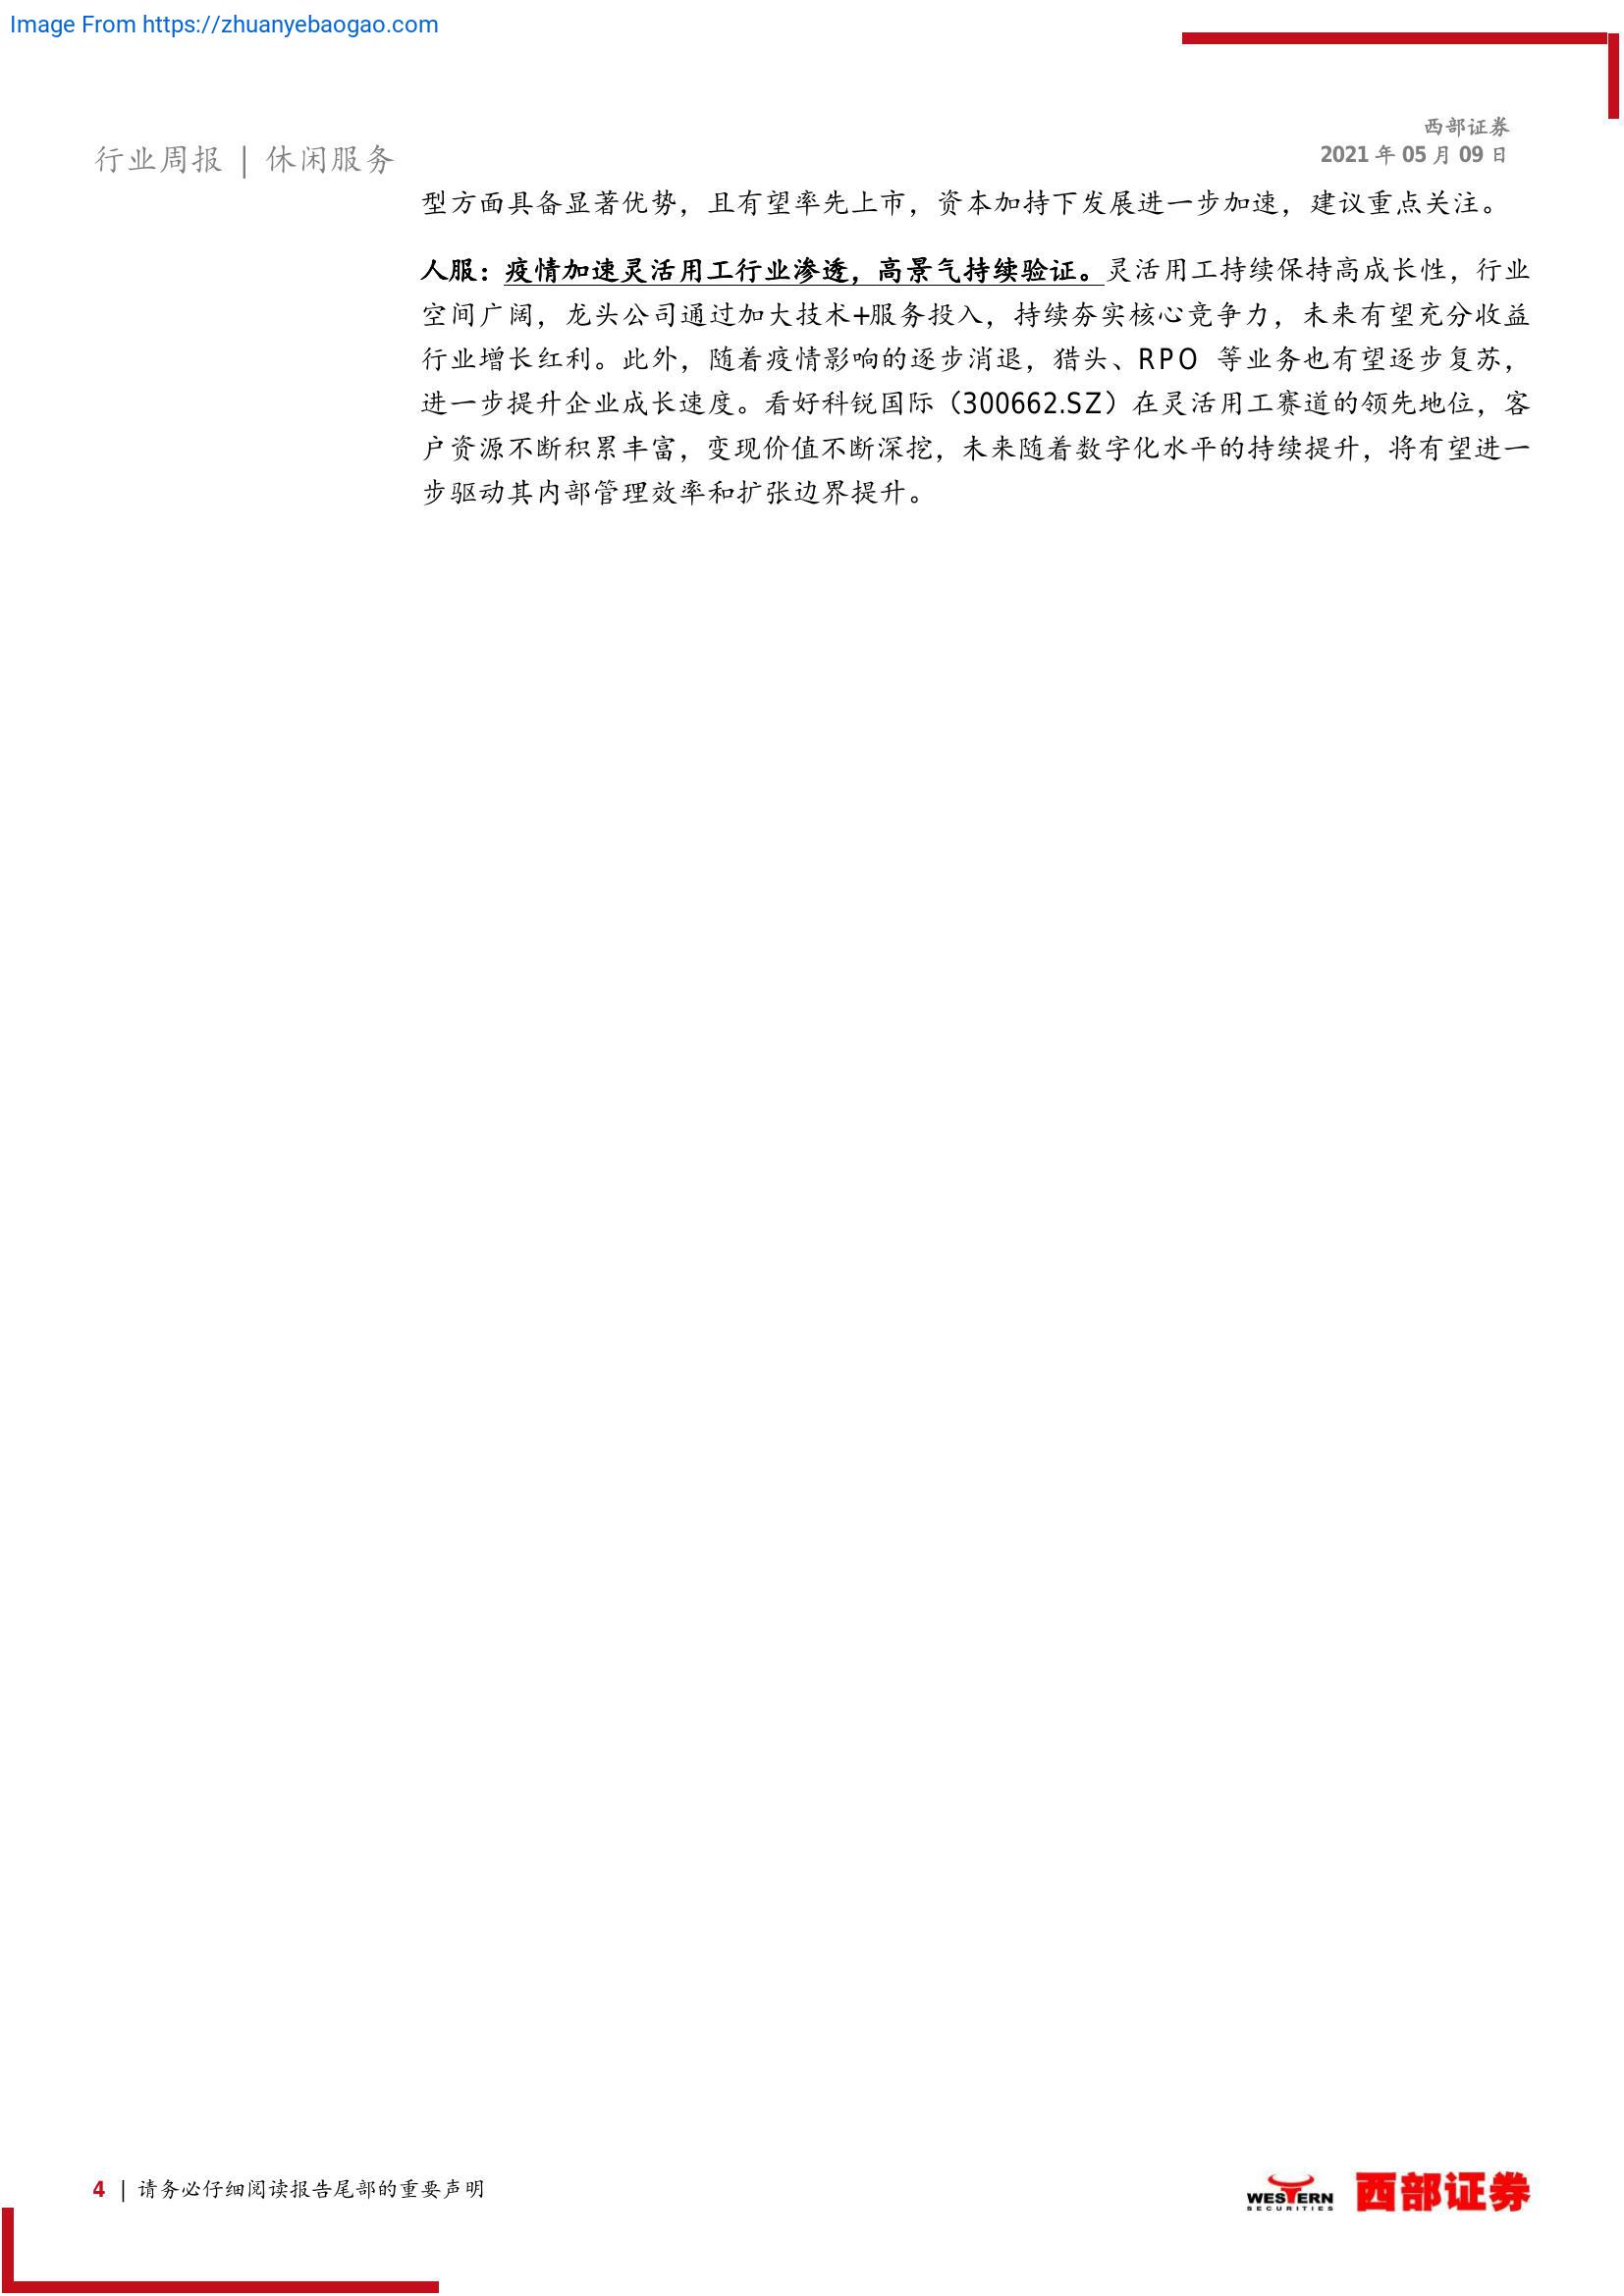 Image From https://zhuanyebaogao.com
西部证券
2021 年 05 月 09 日
行业周报 | 休闲服务
型方面具备显著优势，且有望率先上市，资本加持下发展进一步加速，建议重点关注。
人服：疫情加速灵活用工行业渗透，高景气持续验证。灵活用工持续保持高成长性，行业
空间广阔，龙头公司通过加大技术+服务投入，持续夯实核心竞争力，未来有望充分收益
行业增长红利。此外，随着疫情影响的逐步消退，猎头、RPO 等业务也有望逐步复苏，
进一步提升企业成长速度。看好科锐国际（300662.SZ）在灵活用工赛道的领先地位，客
户资源不断积累丰富，变现价值不断深挖，未来随着数字化水平的持续提升，将有望进一
步驱动其内部管理效率和扩张边界提升。
4 | 请务必仔细阅读报告尾部的重要声明
WESTERN
SECURITIES
西部证券